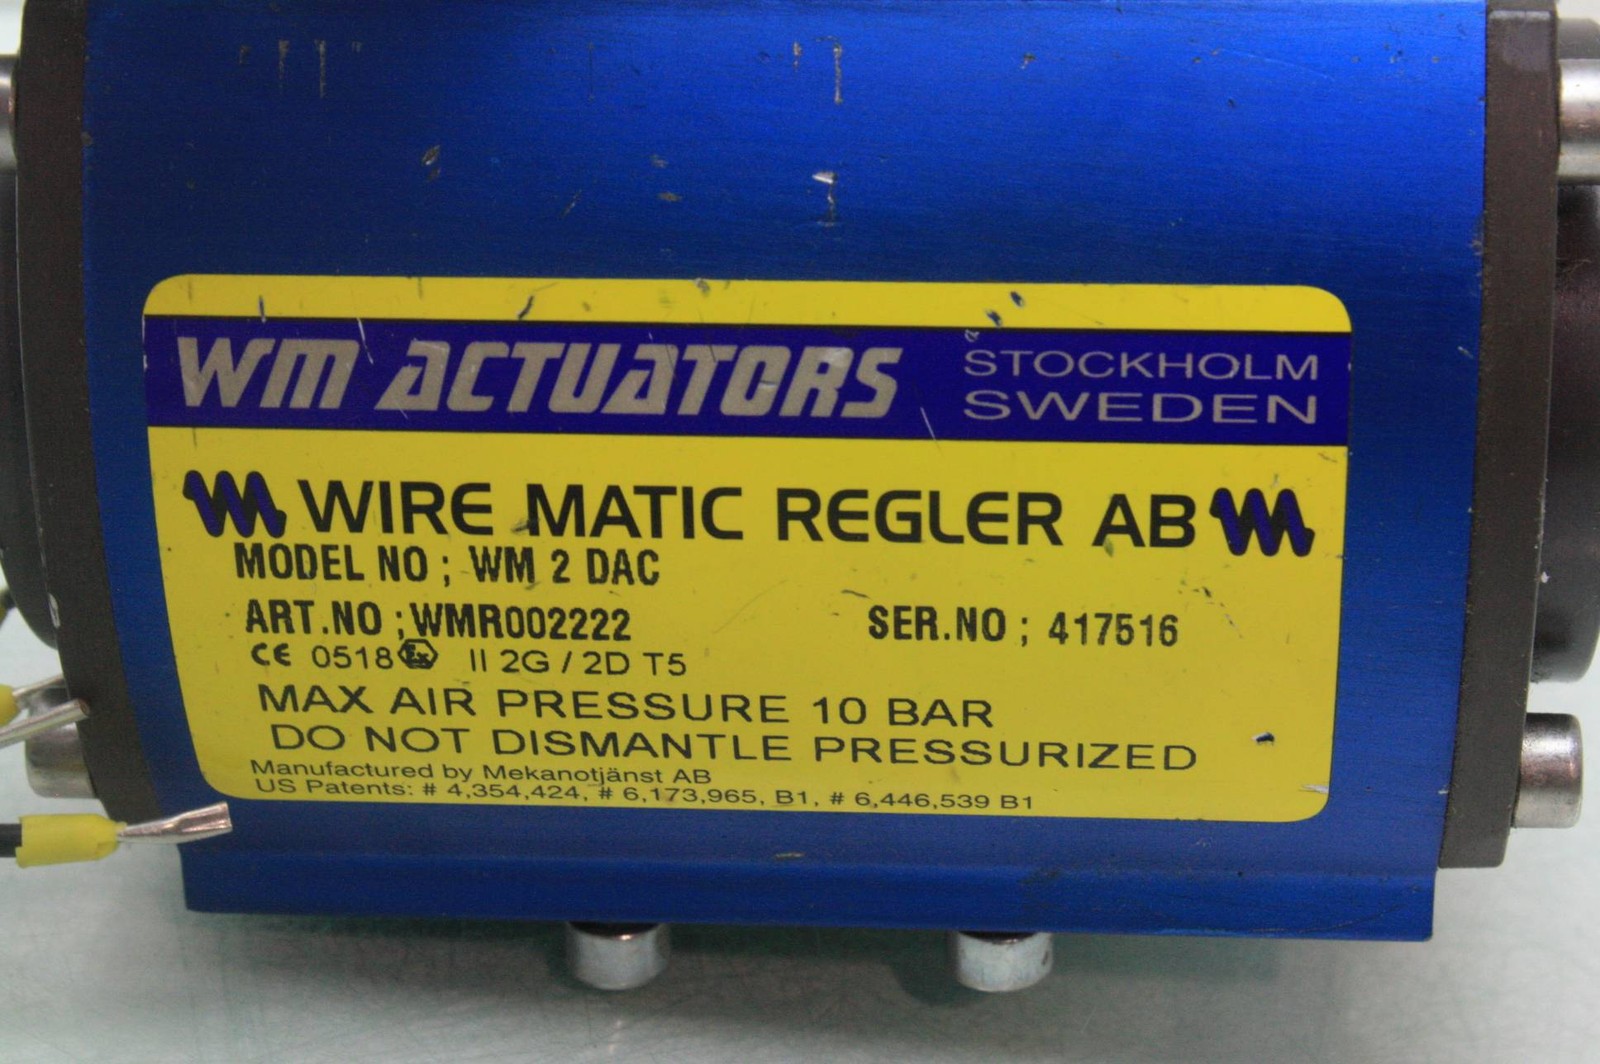 WM ACTUATORS
STOCKHOLM
SWEDEN
WIRE MATIC REGLER AB
MODEL NO ; WM 2 DAC
ART.NO ; WMR002222 SER.NO ; 417516
CE 0518 Ex II 2G / 2D T5
MAX AIR PRESSURE 10 BAR
DO NOT DISMANTLE PRESSURIZED
Manufactured by Mekanotjänst AB
US Patents: # 4,354,424, # 6,173,965, B1, # 6,446,539 B1